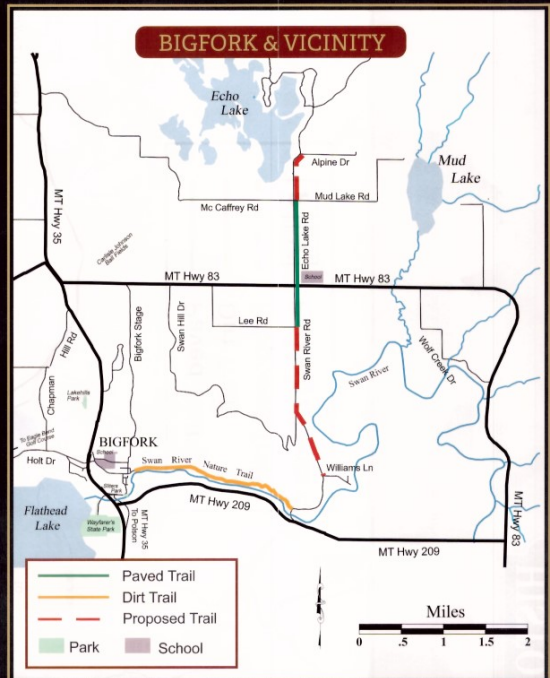 BIGFORK & VICINITY
Echo
Lake
Alpine Dr
Mud
Lake
Mc Caffrey Rd
Mud Lake Rd
MT Hwy 35
Echo Lake Rd
Carlyle Johnson
Ball Fields
School
MT Hwy 83
MT Hwy 83
Bigfork Stage
Swan Hill Dr
Lee Rd
Swan River Rd
Hill Rd
Chapman
Swan River
Wolf Creek Dr
Lakehills
Park
To Eagle Bend
Golf Course
BIGFORK
School
Holt Dr
Swan River Nature Trail
Williams Ln
Park
MT Hwy 209
Flathead
Lake
Wayfarer's
State Park
MT Hwy 35
To Polson
MT Hwy 209
MT Hwy 83
Paved Trail
Dirt Trail
Proposed Trail
Park
School
Miles
0 .5 1 1.5 2